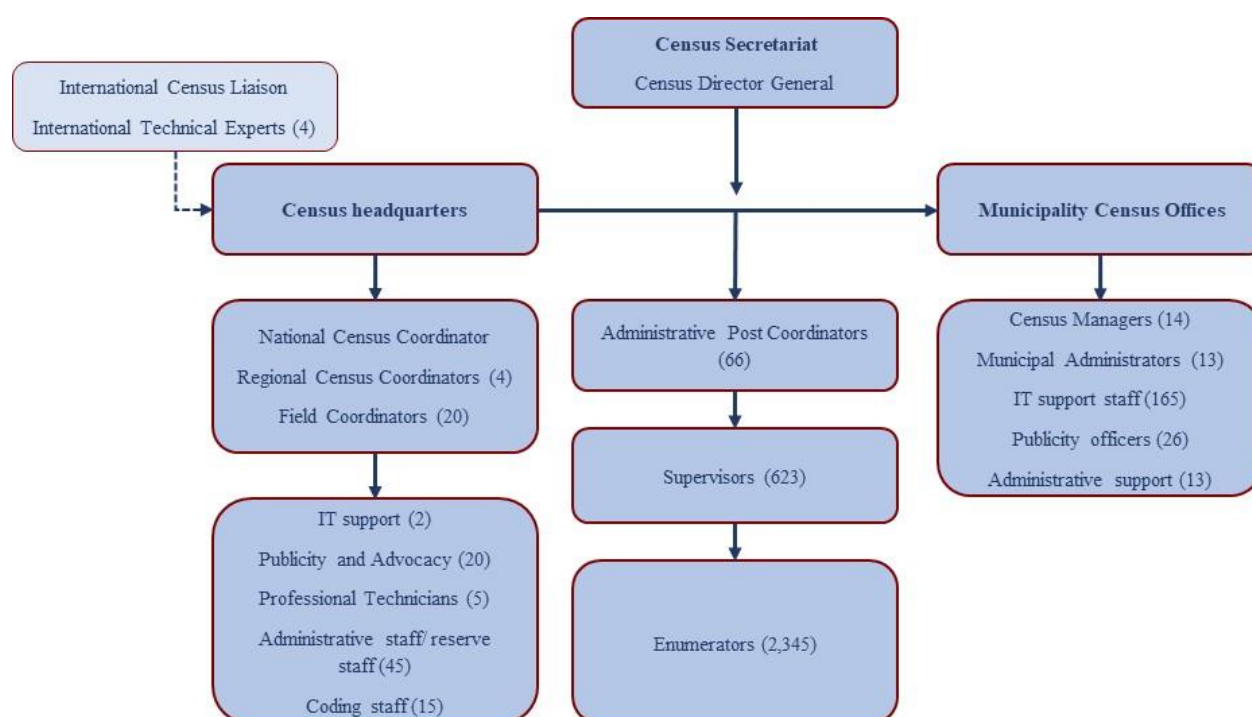 Census Secretariat
Census Director General
International Census Liaison
International Technical Experts (4)
Census headquarters
Municipality Census Offices
National Census Coordinator
Regional Census Coordinators (4)
Field Coordinators (20)
Administrative Post Coordinators
(66)
Census Managers (14)
Municipal Administrators (13)
IT support staff (165)
Publicity officers (26)
Administrative support (13)
Supervisors (623)
IT support (2)
Publicity and Advocacy (20)
Professional Technicians (5)
Administrative staff/ reserve
staff (45)
Coding staff (15)
Enumerators (2,345)